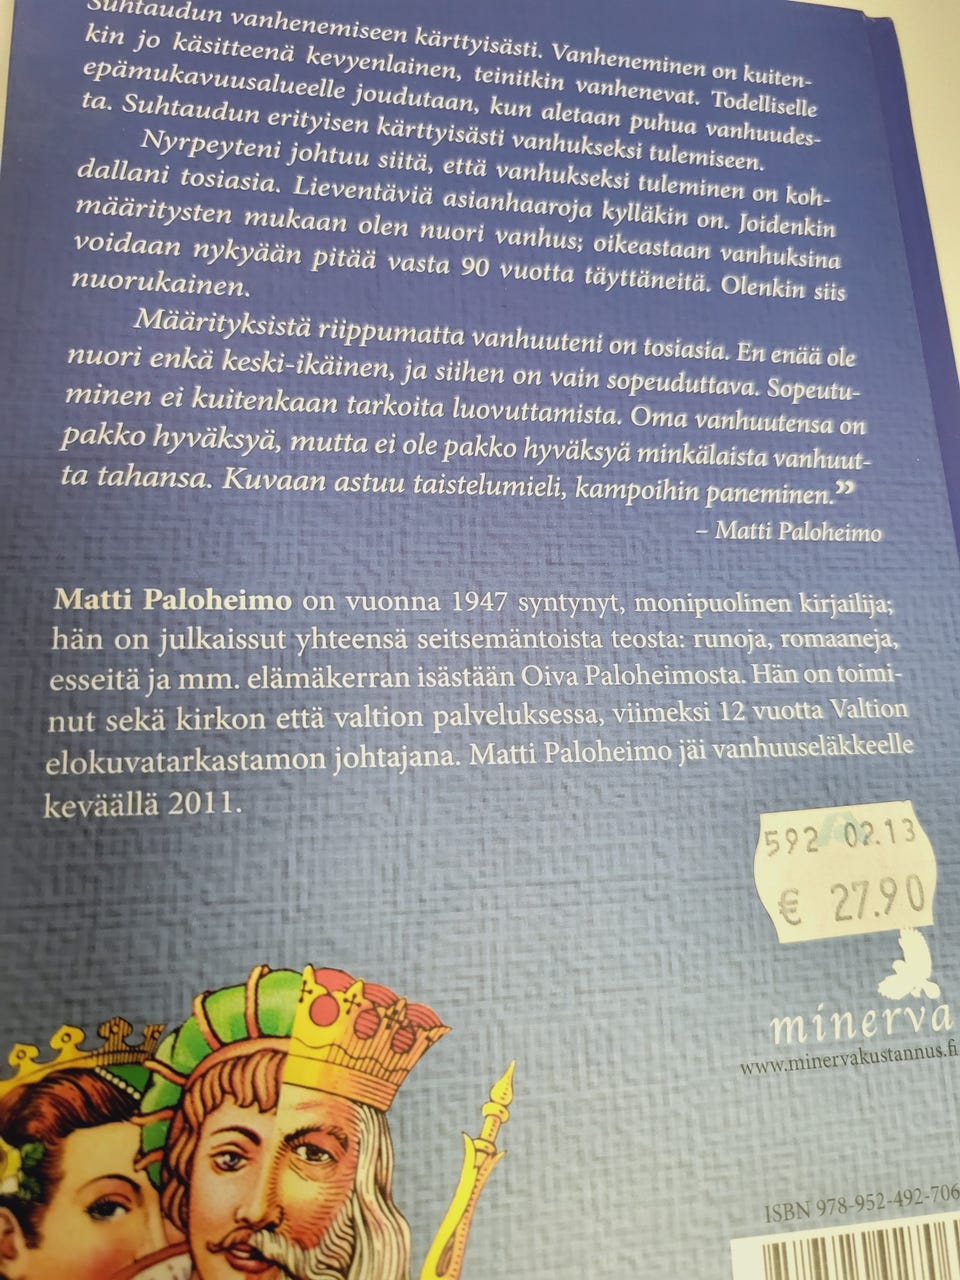 Suhtaudun vanhenemiseen kärttyisästi. Vanheneminen on kuiten-
kin jo käsitteenä kevyenlainen, teinitkin vanhenevat. Todelliselle
epämukavuusalueelle joudutaan, kun aletaan puhua vanhuudes-
ta. Suhtaudun erityisen kärttyisästi vanhukseksi tulemiseen.
Nyrpeyteni johtuu siitä, että vanhukseksi tuleminen on koh-
dallani tosiasia. Lieventäviä asianhaaroja kylläkin on. Joidenkin
määritysten mukaan olen nuori vanhus; oikeastaan vanhuksina
voidaan nykyään pitää vasta 90 vuotta täyttäneitä. Olenkin siis
nuorukainen.
Määrityksistä riippumatta vanhuuteni on tosiasia. En enää ole
nuori enkä keski-ikäinen, ja siihen on vain sopeuduttava. Sopeutu-
minen ei kuitenkaan tarkoita luovuttamista. Oma vanhuutensa on
pakko hyväksyä, mutta ei ole pakko hyväksyä minkälaista vanhuut-
ta tahansa. Kuvaan astuu taistelumieli, kampoihin paneminen.”
– Matti Paloheimo
Matti Paloheimo on vuonna 1947 syntynyt, monipuolinen kirjailija;
hän on julkaissut yhteensä seitsemäntoista teosta: runoja, romaaneja,
esseitä ja mm. elämäkerran isästään Oiva Paloheimosta. Hän on toimi-
nut sekä kirkon että valtion palveluksessa, viimeksi 12 vuotta Valtion
elokuvatarkastamon johtajana. Matti Paloheimo jäi vanhuuseläkkeelle
keväällä 2011.
592 02.13
€ 27.90
minerva
www.minervakustannus.fi
ISBN 978-952-492-706